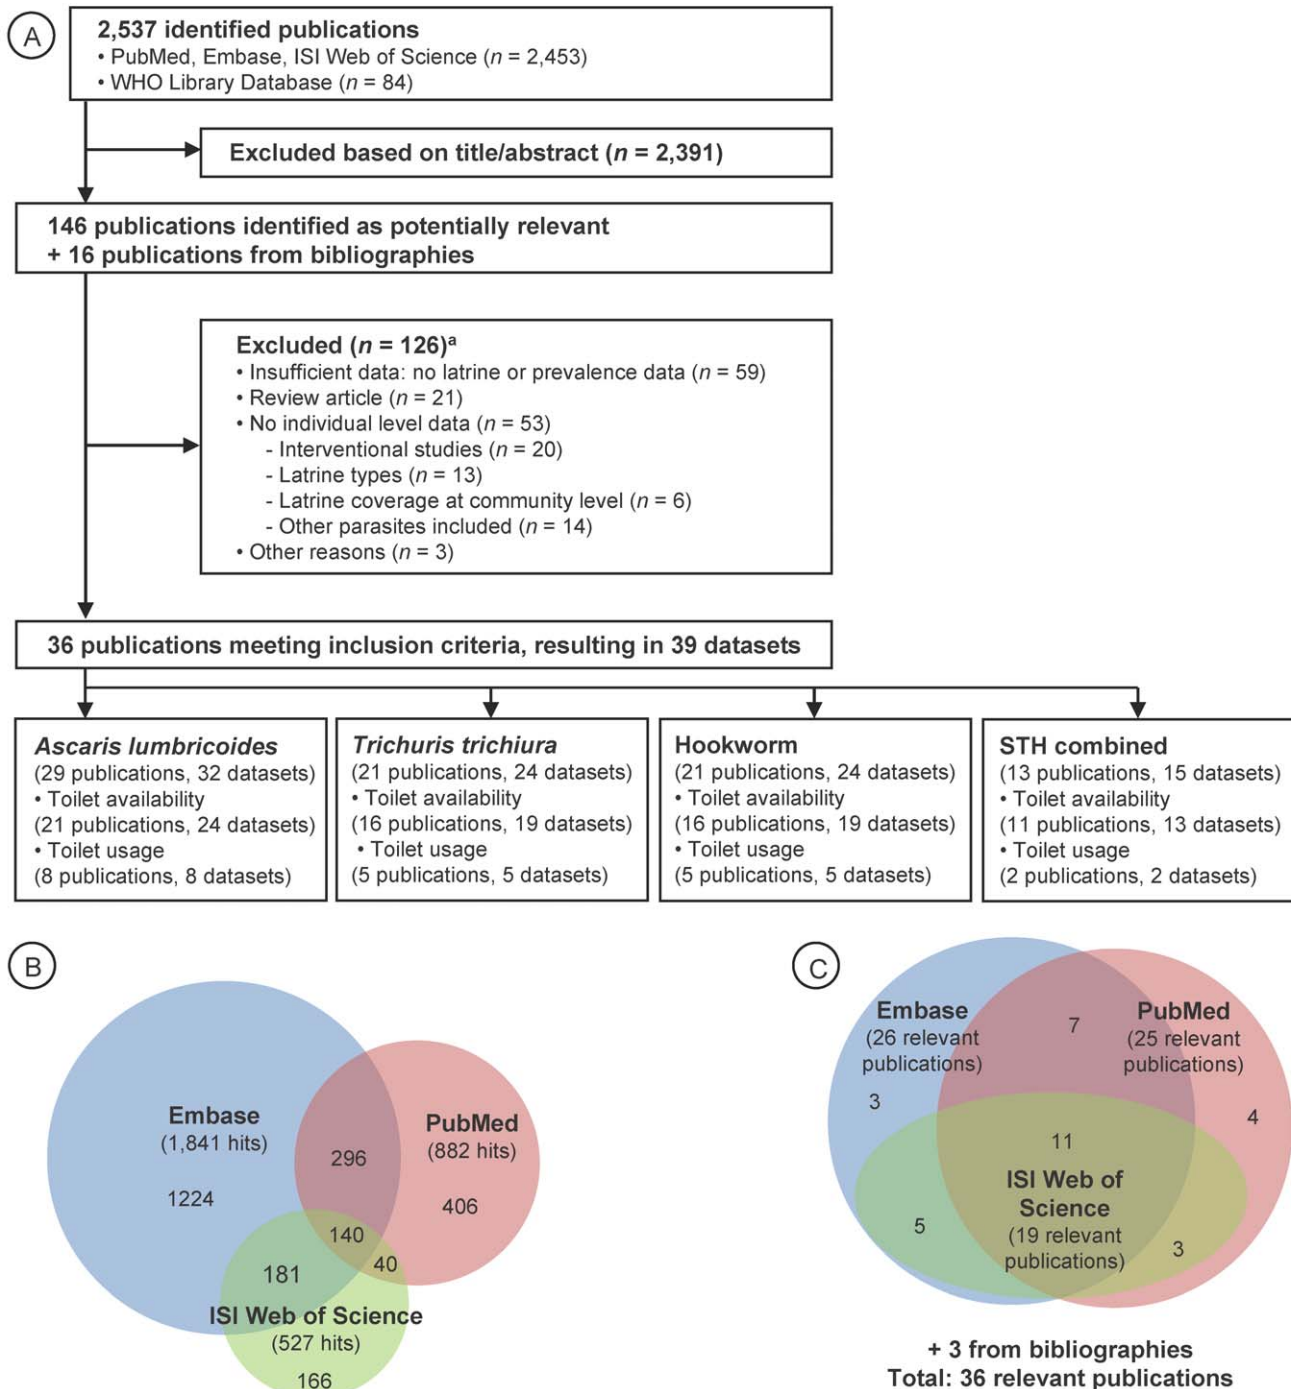 A
2,537 identified publications
• PubMed, Embase, ISI Web of Science (n = 2,453)
• WHO Library Database (n = 84)
Excluded based on title/abstract (n = 2,391)
146 publications identified as potentially relevant
+ 16 publications from bibliographies
Excluded (n = 126)ª
• Insufficient data: no latrine or prevalence data (n = 59)
• Review article (n = 21)
• No individual level data (n = 53)
- Interventional studies (n = 20)
- Latrine types (n = 13)
- Latrine coverage at community level (n = 6)
- Other parasites included (n = 14)
• Other reasons (n = 3)
36 publications meeting inclusion criteria, resulting in 39 datasets
Ascaris lumbricoides
(29 publications, 32 datasets)
• Toilet availability
(21 publications, 24 datasets)
• Toilet usage
(8 publications, 8 datasets)
Trichuris trichiura
(21 publications, 24 datasets)
• Toilet availability
(16 publications, 19 datasets)
• Toilet usage
(5 publications, 5 datasets)
Hookworm
(21 publications, 24 datasets)
• Toilet availability
(16 publications, 19 datasets)
• Toilet usage
(5 publications, 5 datasets)
STH combined
(13 publications, 15 datasets)
• Toilet availability
(11 publications, 13 datasets)
• Toilet usage
(2 publications, 2 datasets)
B
Embase
(1,841 hits)
1224
296
PubMed
(882 hits)
406
140
40
181
ISI Web of Science
(527 hits)
166
C
Embase
(26 relevant
publications)
3
7
PubMed
(25 relevant
publications)
4
11
ISI Web of
Science
(19 relevant
publications)
5
3
+ 3 from bibliographies
Total: 36 relevant publications